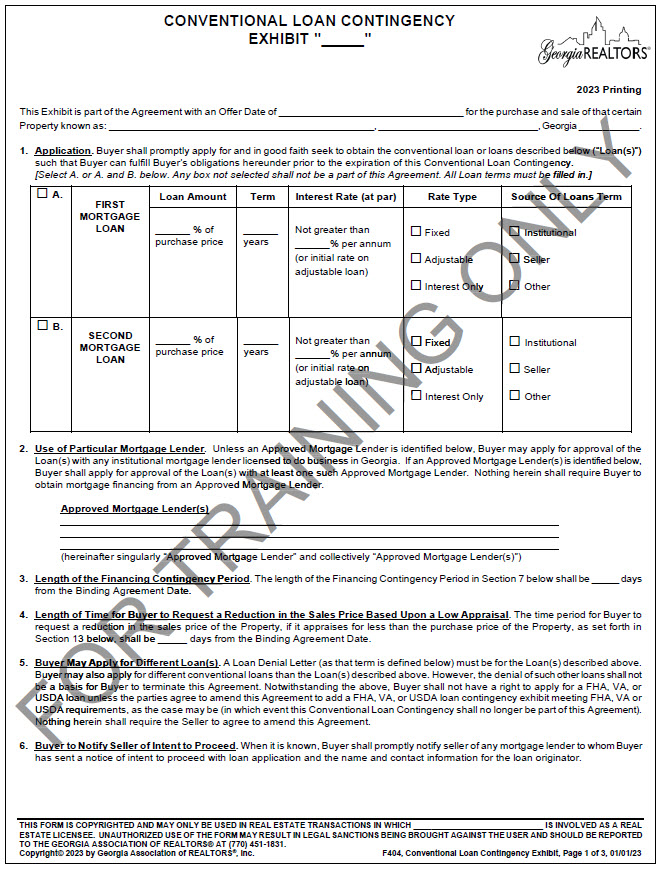 CONVENTIONAL LOAN CONTINGENCY
EXHIBIT "_____"
GeorgiaREALTORS®
2023 Printing
This Exhibit is part of the Agreement with an Offer Date of ______________________________ for the purchase and sale of that certain
Property known as: ______________________________________________, ____________________________, Georgia __________.
1. Application. Buyer shall promptly apply for and in good faith seek to obtain the conventional loan or loans described below ("Loan(s)")
such that Buyer can fulfill Buyer's obligations hereunder prior to the expiration of this Conventional Loan Contingency.
[Select A. or A. and B. below. Any box not selected shall not be a part of this Agreement. All Loan terms must be filled in.]
☐ A.
FIRST
MORTGAGE
LOAN
Loan Amount
______ % of
purchase price
Term
______
years
Interest Rate (at par)
Not greater than
______% per annum
(or initial rate on
adjustable loan)
Rate Type
☐ Fixed
☐ Adjustable
☐ Interest Only
Source Of Loans Term
☐ Institutional
☐ Seller
☐ Other
☐ B.
SECOND
MORTGAGE
LOAN
______ % of
purchase price
______
years
Not greater than
______% per annum
(or initial rate on
adjustable loan)
☐ Fixed
☐ Adjustable
☐ Interest Only
☐ Institutional
☐ Seller
☐ Other
2. Use of Particular Mortgage Lender. Unless an Approved Mortgage Lender is identified below, Buyer may apply for approval of the
Loan(s) with any institutional mortgage lender licensed to do business in Georgia. If an Approved Mortgage Lender(s) is identified below,
Buyer shall apply for approval of the Loan(s) with at least one such Approved Mortgage Lender. Nothing herein shall require Buyer to
obtain mortgage financing from an Approved Mortgage Lender.
Approved Mortgage Lender(s)
(hereinafter singularly "Approved Mortgage Lender" and collectively "Approved Mortgage Lender(s)")
3. Length of the Financing Contingency Period. The length of the Financing Contingency Period in Section 7 below shall be _____ days
from the Binding Agreement Date.
4. Length of Time for Buyer to Request a Reduction in the Sales Price Based Upon a Low Appraisal. The time period for Buyer to
request a reduction in the sales price of the Property, if it appraises for less than the purchase price of the Property, as set forth in
Section 13 below, shall be _____ days from the Binding Agreement Date.
5. Buyer May Apply for Different Loan(s). A Loan Denial Letter (as that term is defined below) must be for the Loan(s) described above.
Buyer may also apply for different conventional loans than the Loan(s) described above. However, the denial of such other loans shall not
be a basis for Buyer to terminate this Agreement. Notwithstanding the above, Buyer shall not have a right to apply for a FHA, VA, or
USDA loan unless the parties agree to amend this Agreement to add a FHA, VA, or USDA loan contingency exhibit meeting FHA, VA or
USDA requirements, as the case may be (in which event this Conventional Loan Contingency shall no longer be part of this Agreement).
Nothing herein shall require the Seller to agree to amend this Agreement.
6. Buyer to Notify Seller of Intent to Proceed. When it is known, Buyer shall promptly notify seller of any mortgage lender to whom Buyer
has sent a notice of intent to proceed with loan application and the name and contact information for the loan originator.
FOR TRAINING ONLY
THIS FORM IS COPYRIGHTED AND MAY ONLY BE USED IN REAL ESTATE TRANSACTIONS IN WHICH ______________________________ IS INVOLVED AS A REAL
ESTATE LICENSEE. UNAUTHORIZED USE OF THE FORM MAY RESULT IN LEGAL SANCTIONS BEING BROUGHT AGAINST THE USER AND SHOULD BE REPORTED
TO THE GEORGIA ASSOCIATION OF REALTORS® AT (770) 451-1831.
Copyright© 2023 by Georgia Association of REALTORS®, Inc. F404, Conventional Loan Contingency Exhibit, Page 1 of 3, 01/01/23